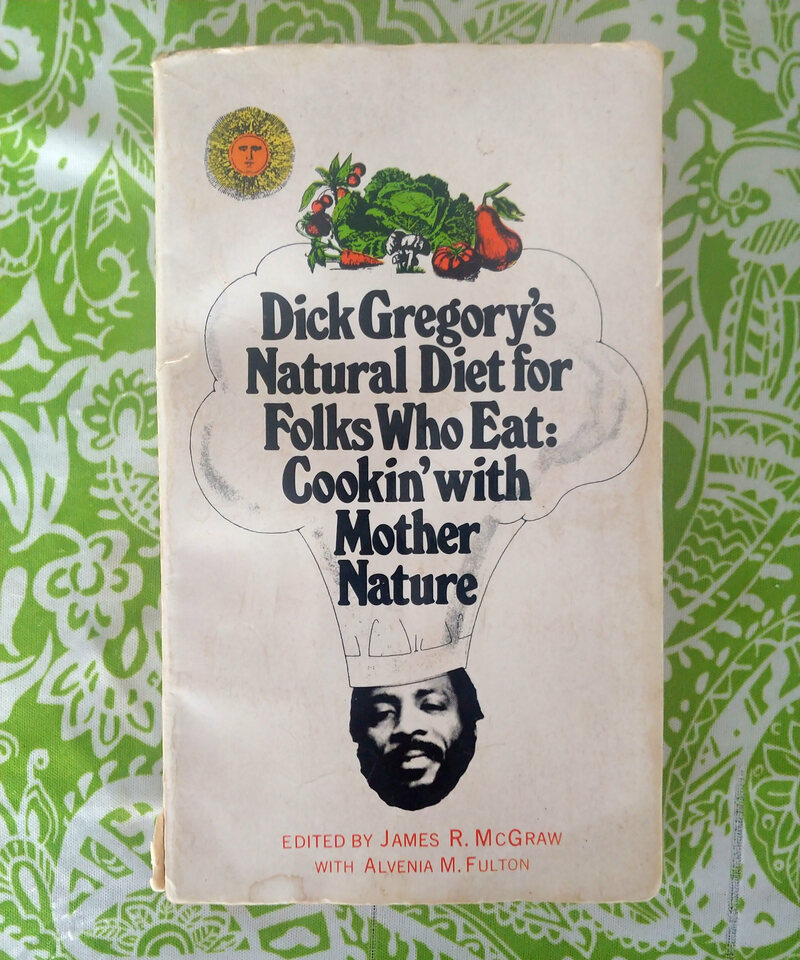 Dick Gregory's
Natural Diet for
Folks Who Eat:
Cookin' with
Mother
Nature
EDITED BY JAMES R. MCGRAW
WITH ALVENIA M. FULTON